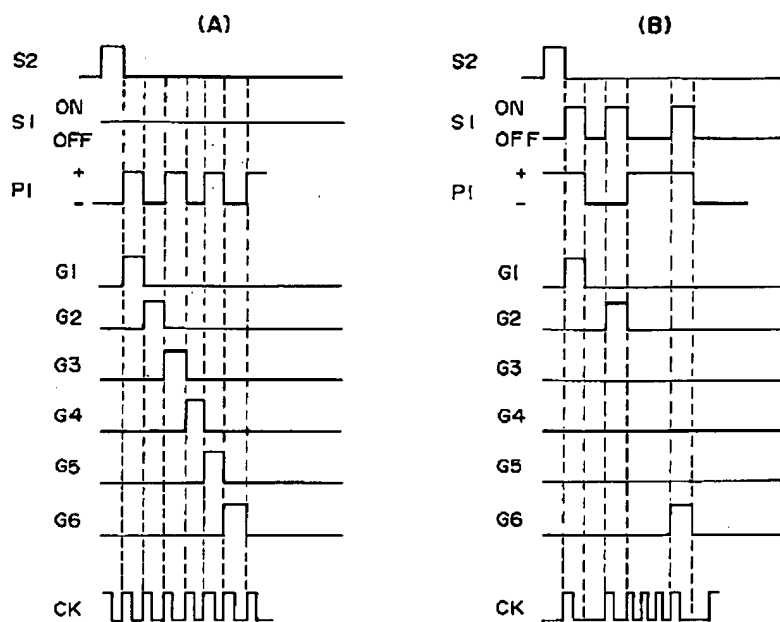 (A)
S2
S1 ON
OFF
P1 +
-
G1
G2
G3
G4
G5
G6
CK
(B)
S2
S1 ON
OFF
P1 +
-
G1
G2
G3
G4
G5
G6
CK